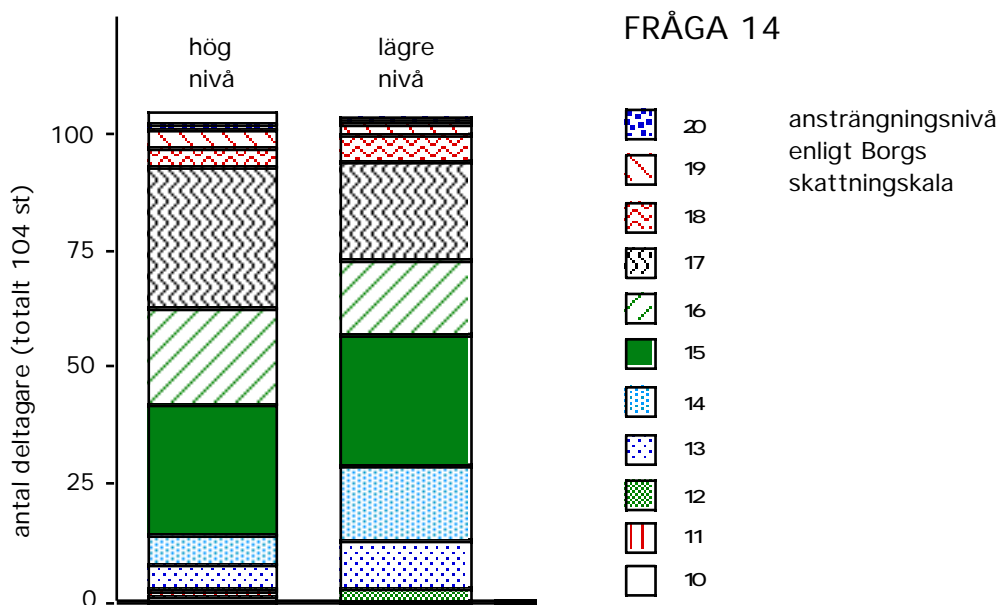 FRÅGA 14
hög
nivå
lägre
nivå
antal deltagare (totalt 104 st)
100
75
50
25
0
20
19
18
17
16
15
14
13
12
11
10
ansträngningsnivå
enligt Borgs
skattningskala